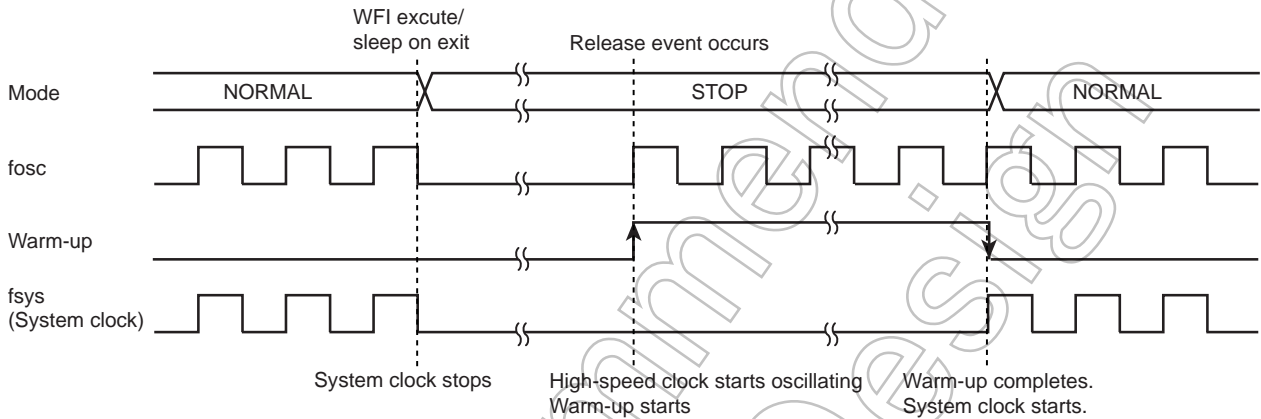 WFI excute/
sleep on exit
Release event occurs
Mode
NORMAL
STOP
NORMAL
fosc
Warm-up
fsys
(System clock)
System clock stops
High-speed clock starts oscillating
Warm-up starts
Warm-up completes.
System clock starts.